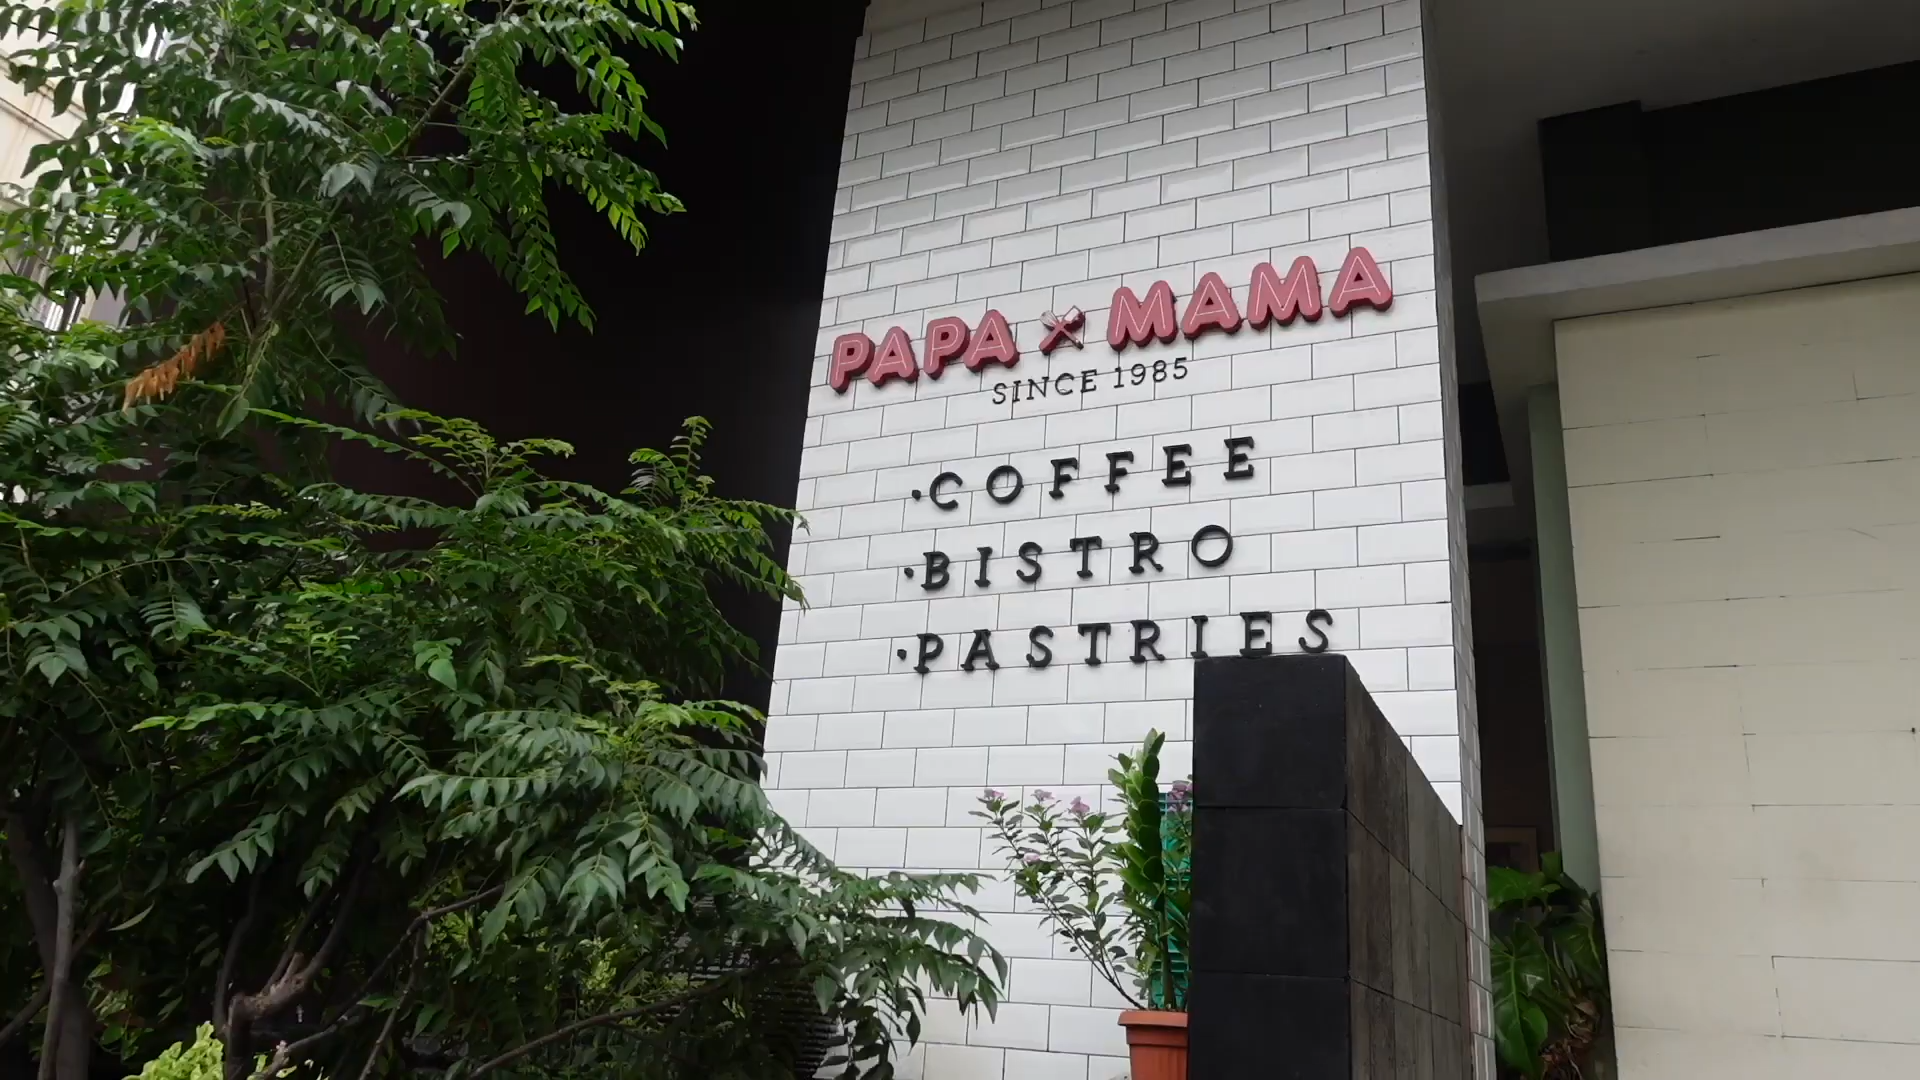 PAPA MAMA
SINCE 1985
·COFFEE
·BISTRO
·PASTRIES